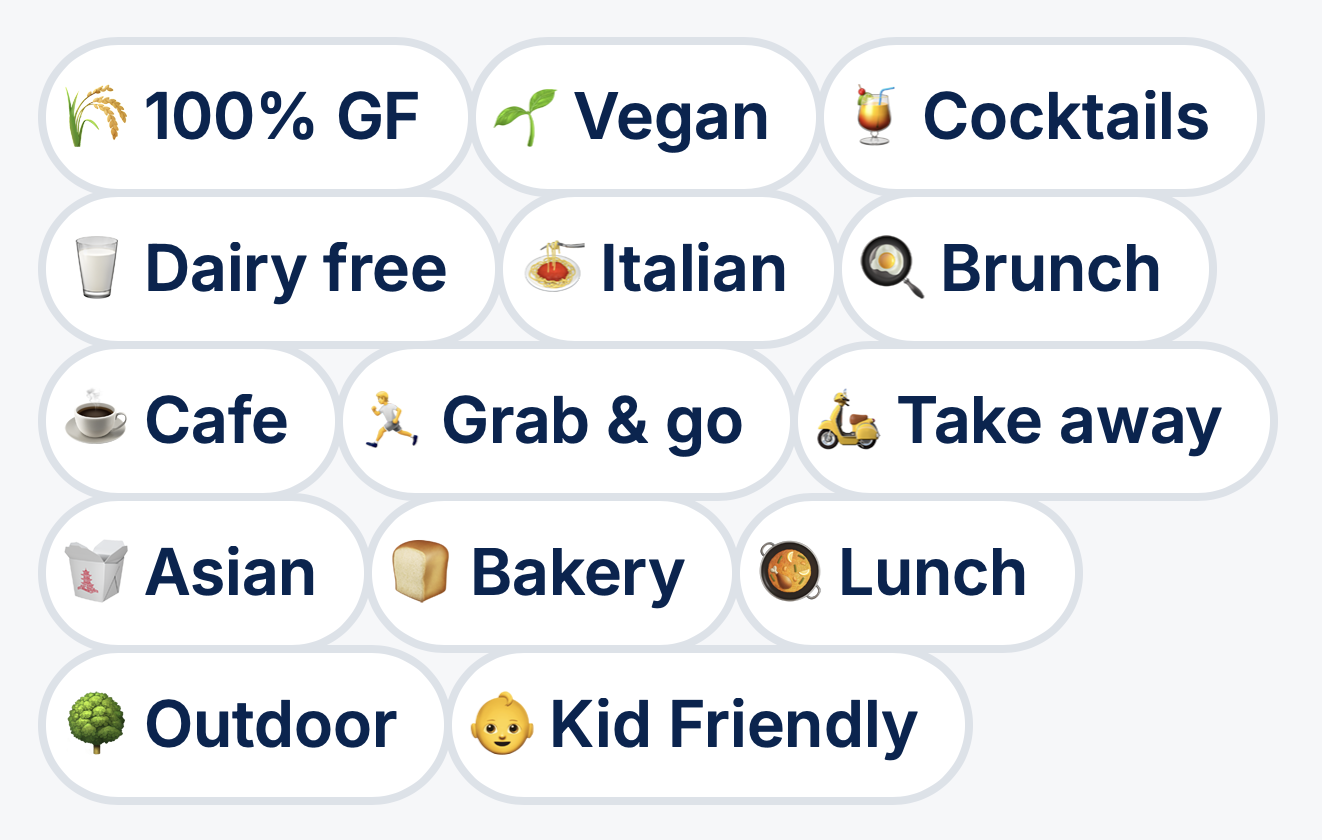 100% GF Vegan Cocktails
Dairy free Italian Brunch
Cafe Grab & go Take away
Asian Bakery Lunch
Outdoor Kid Friendly